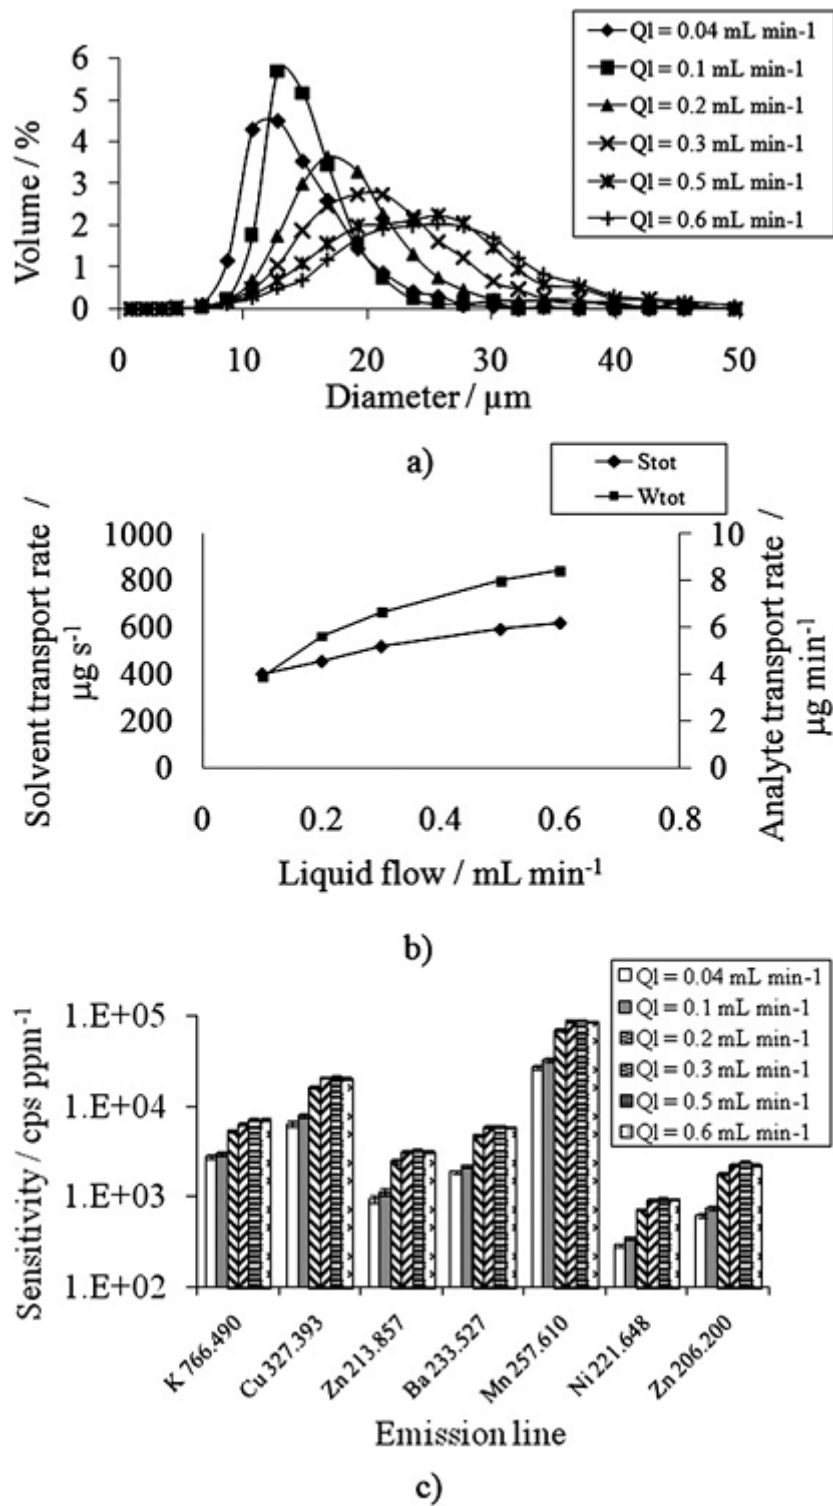 Ql = 0.04 mL min-1
Ql = 0.1 mL min-1
Ql = 0.2 mL min-1
Ql = 0.3 mL min-1
Ql = 0.5 mL min-1
Ql = 0.6 mL min-1
Volume / %
6
5
4
3
2
1
0
0 10 20 30 40 50
Diameter / µm
a)
Stot
Wtot
Solvent transport rate /
µg s-1
1000
800
600
400
200
0
10
8
6
4
2
0
Analyte transport rate /
µg min-1
0 0.2 0.4 0.6 0.8
Liquid flow / mL min-1
b)
Ql = 0.04 mL min-1
Ql = 0.1 mL min-1
Ql = 0.2 mL min-1
Ql = 0.3 mL min-1
Ql = 0.5 mL min-1
Ql = 0.6 mL min-1
Sensitivity / cps ppm-1
1.E+05
1.E+04
1.E+03
1.E+02
K 766.490
Cu 327.393
Zn 213.857
Ba 233.527
Mn 257.610
Ni 221.648
Zn 206.200
Emission line
c)